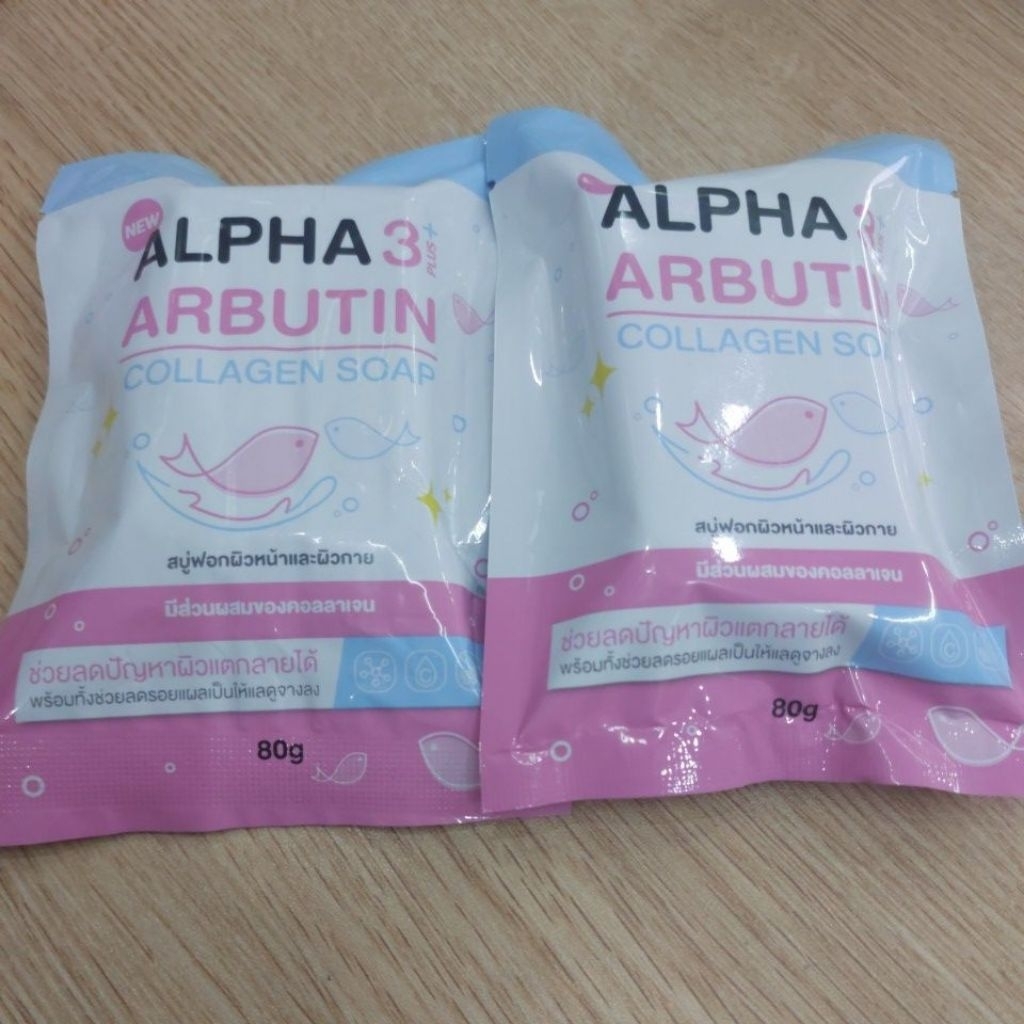 NEW
ALPHA 3
PLUS+
ARBUTIN
COLLAGEN SOAP
สบู่ฟอกผิวหน้าและผิวกาย
มีส่วนผสมของคอลลาเจน
ช่วยลดปัญหาผิวแตกลายได้
พร้อมทั้งช่วยลดรอยแผลเป็นให้แลดูจางลง
C
80g
ALPHA 3
PLUS+
ARBUTI
COLLAGEN SO
สบู่ฟอกผิวหน้าและผิวกาย
มีส่วนผสมของคอลลาเจน
ช่วยลดปัญหาผิวแตกลายได้
พร้อมทั้งช่วยลดรอยแผลเป็นให้แลดูจางลง
C
80g